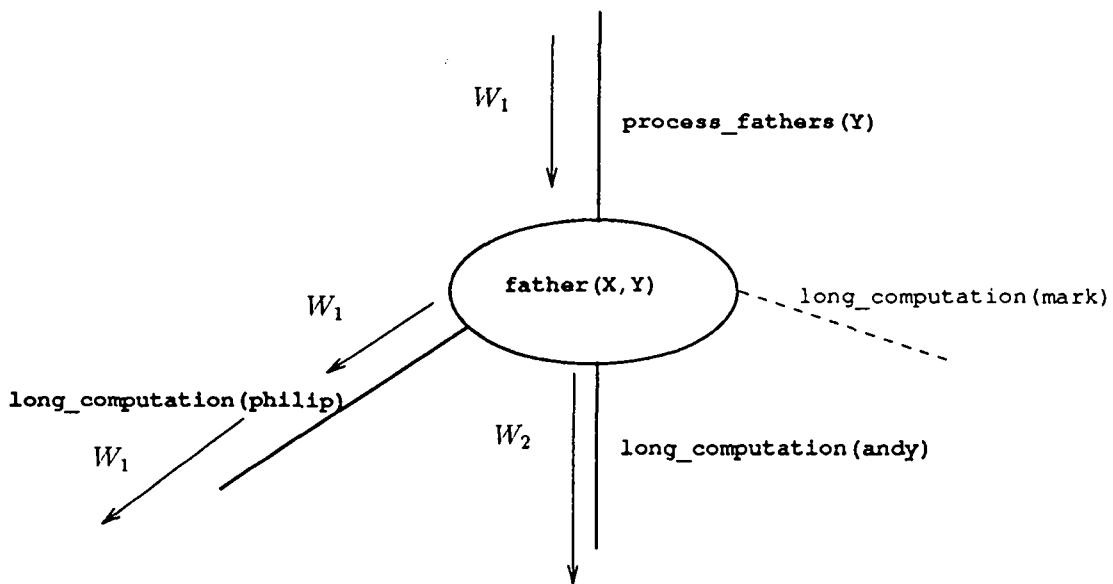 W₁
process_fathers(Y)
father(X,Y)
long_computation(mark)
W₁
long_computation(philip)
W₁
W₂
long_computation(andy)